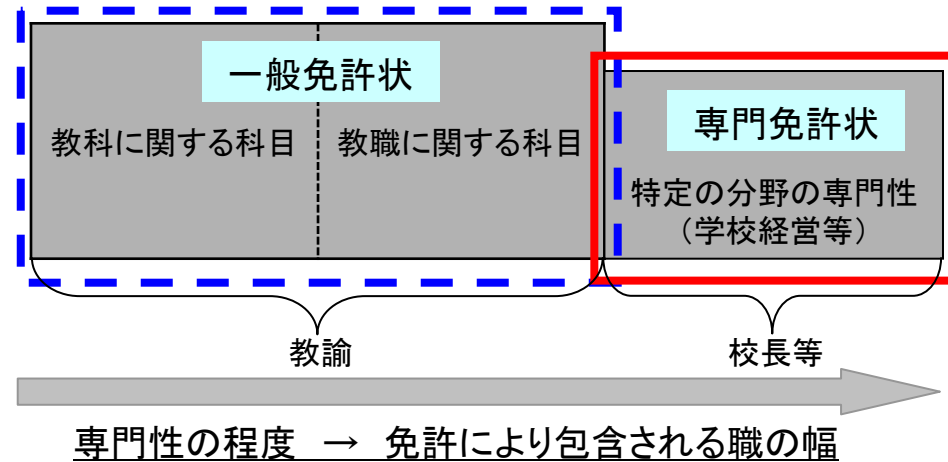 一般免許状
教科に関する科目
教職に関する科目
専門免許状
特定の分野の専門性
（学校経営等）
教諭
校長等
専門性の程度　→　免許により包含される職の幅